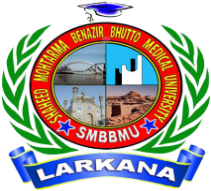 SHAHEED MOHTARMA BENAZIR BHUTTO MEDICAL UNIVERSITY
SMBBMU
LARKANA